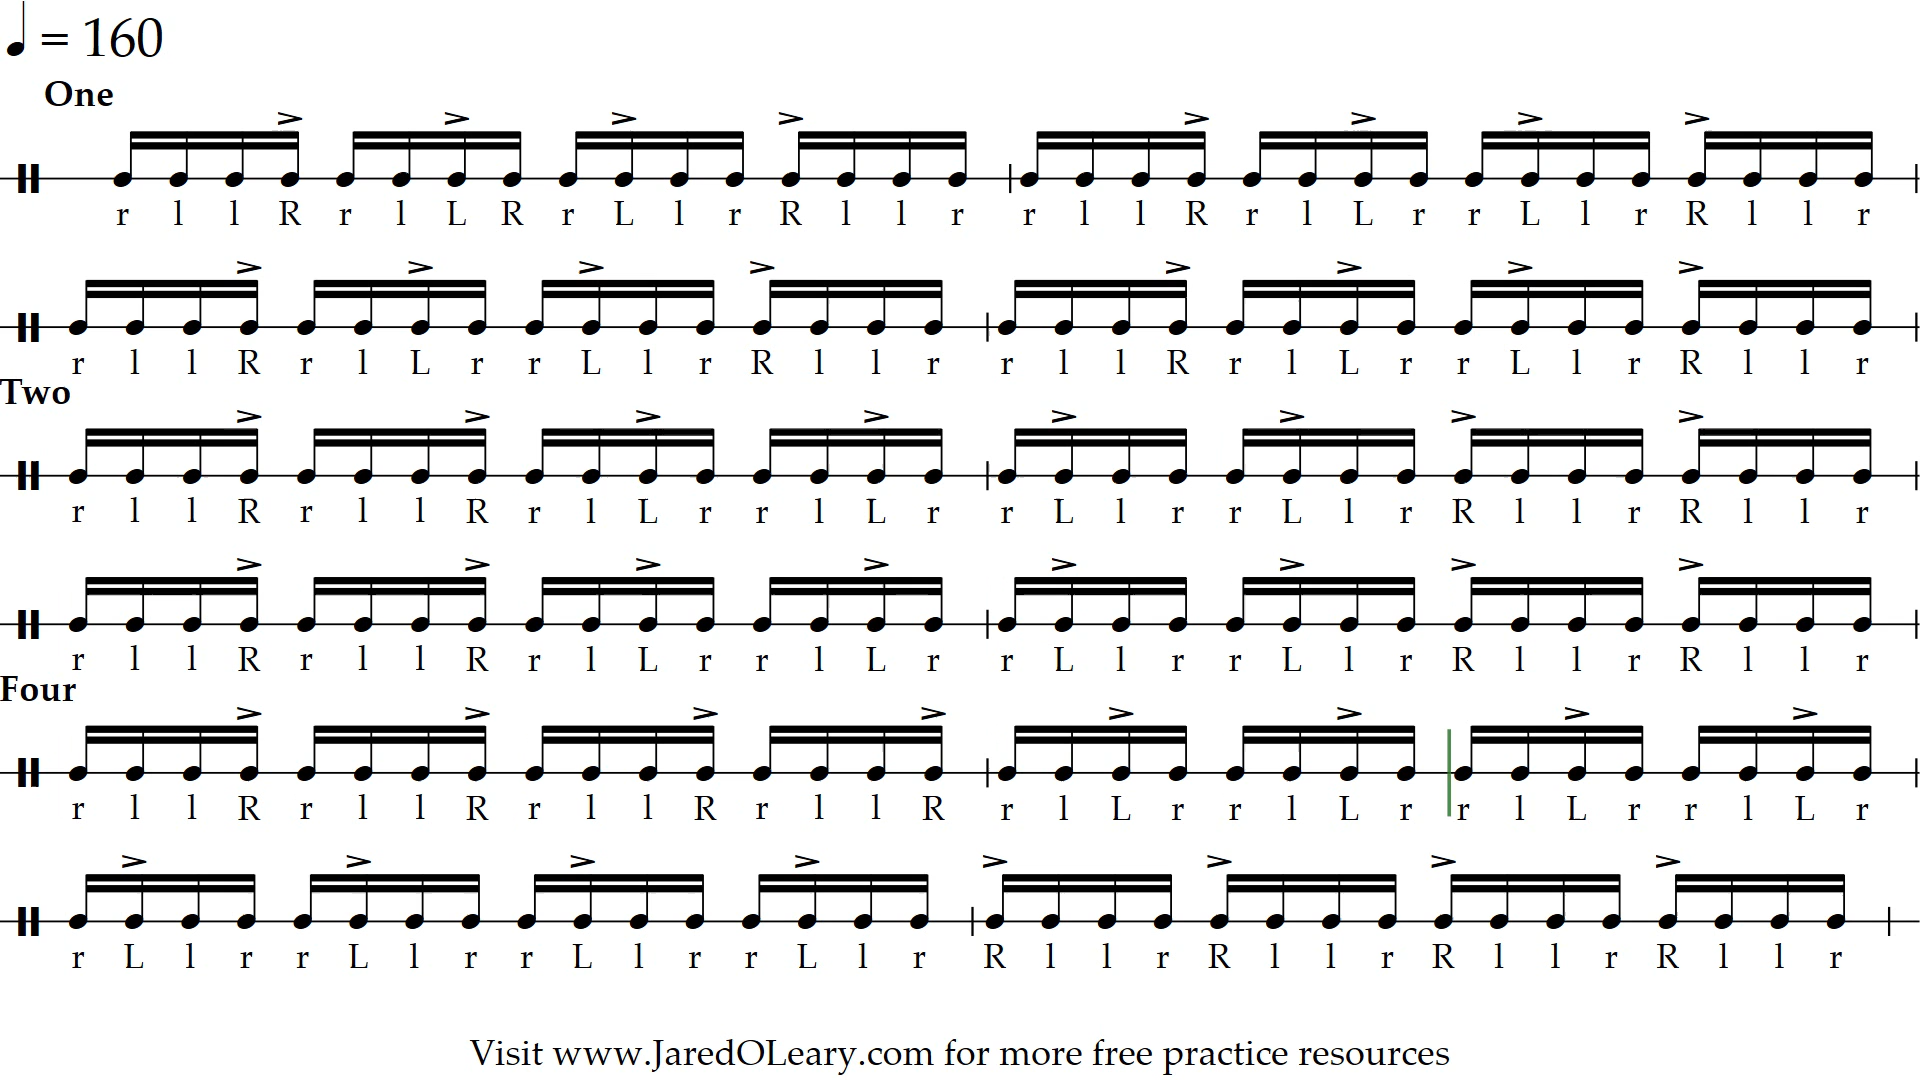 = 160
One
r l l R r l L R r L l r R l l r r l l R r l L r r L l r R l l r
r l l R r l L r r L l r R l l r r l l R r l L r r L l r R l l r
Two
r l l R r l l R r l L r r l L r r L l r r L l r R l l r R l l r
r l l R r l l R r l L r r l L r r L l r r L l r R l l r R l l r
Four
r l l R r l l R r l l R r l l R r l L r r l L r r l L r r l L r
r L l r r L l r r L l r r L l r R l l r R l l r R l l r R l l r
Visit www.JaredOLeary.com for more free practice resources